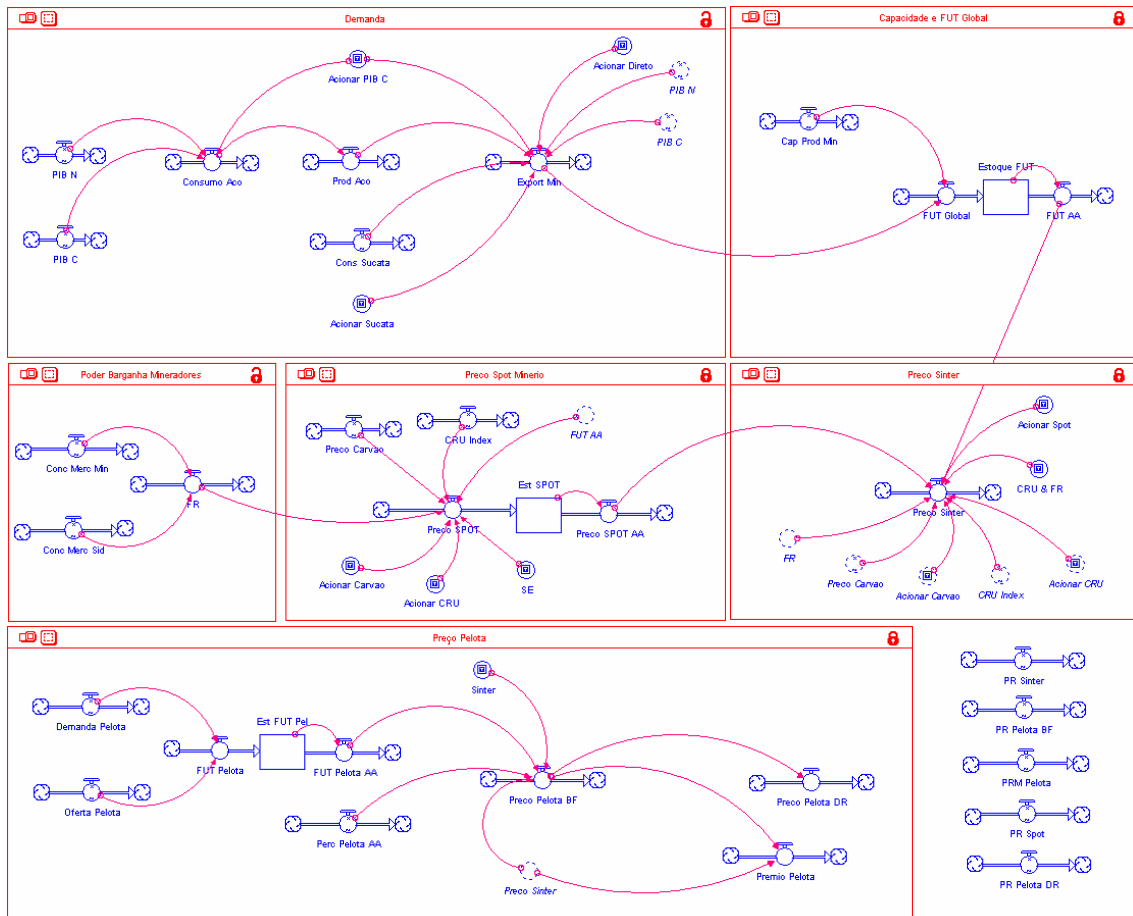 Demanda
Acionar PIB C
Acionar Direto
PIB N
PIB C
PIB N
Consumo Aco
Prod Aco
Export Min
PIB C
Cons Sucata
Acionar Sucata
Capacidade e FUT Global
Cap Prod Min
Estoque FUT
FUT Global
FUT AA
Poder Barganha Mineradores
Conc Merc Min
FR
Conc Merc Sid
Preco Spot Minerio
Preco Carvao
CRU Index
FUT AA
Est SPOT
Preco SPOT
Preco SPOT AA
Acionar Carvao
Acionar CRU
SE
Preco Sinter
Acionar Spot
CRU & FR
Preco Sinter
FR
Preco Carvao
Acionar Carvao
CRU Index
Acionar CRU
Preço Pelota
Sinter
Demanda Pelota
Est FUT Pel
FUT Pelota
FUT Pelota AA
Preco Pelota BF
Preco Pelota DR
Oferta Pelota
Perc Pelota AA
Preco Sinter
Premio Pelota
PR Sinter
PR Pelota BF
PRM Pelota
PR Spot
PR Pelota DR